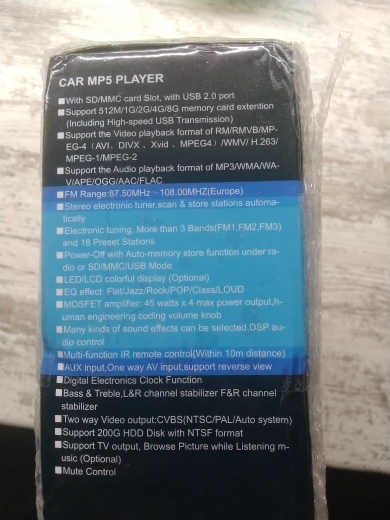 CAR MP5 PLAYER
■With SD/MMC card Slot, with USB 2.0 port
■Support 512M/1G/2G/4G/8G memory card extention
(Including High-speed USB Transmission)
■Support the Video playback format of RM/RMVB/MP-
EG-4 (AVI、DIVX 、Xvid 、MPEG4) /WMV/ H.263/
MPEG-1/MPEG-2
■Support the Audio playback format of MP3/WMA/WA-
V/APE/OGG/AAC/FLAC
■FM Range:87.50MHz～108.00MHZ(Europe)
■Stereo electronic tuner,scan & store stations automa-
tically
■Electronic tuning, More than 3 Bands(FM1,FM2,FM3)
and 18 Preset Stations
■Power-Off with Auto-memory store function under ra-
dio or SD/MMC/USB Mode
■LED/LCD colorful display (Optional)
■EQ effect: Flat/Jazz/Rock/POP/Class/LOUD
■MOSFET amplifier: 45 watts x 4 max power output,h-
uman engineering coding volume knob
■Many kinds of sound effects can be selected,DSP au-
dio control
■Multi-function IR remote control(Within 10m distance)
■AUX input,One way AV input,support reverse view
■Digital Electronics Clock Function
■Bass & Treble,L&R channel stabilizer F&R channel
stabilizer
■Two way Video output:CVBS(NTSC/PAL/Auto system)
■Support 200G HDD Disk with NTSF format
■Support TV output, Browse Picture while Listening m-
usic (Optional)
■Mute Control